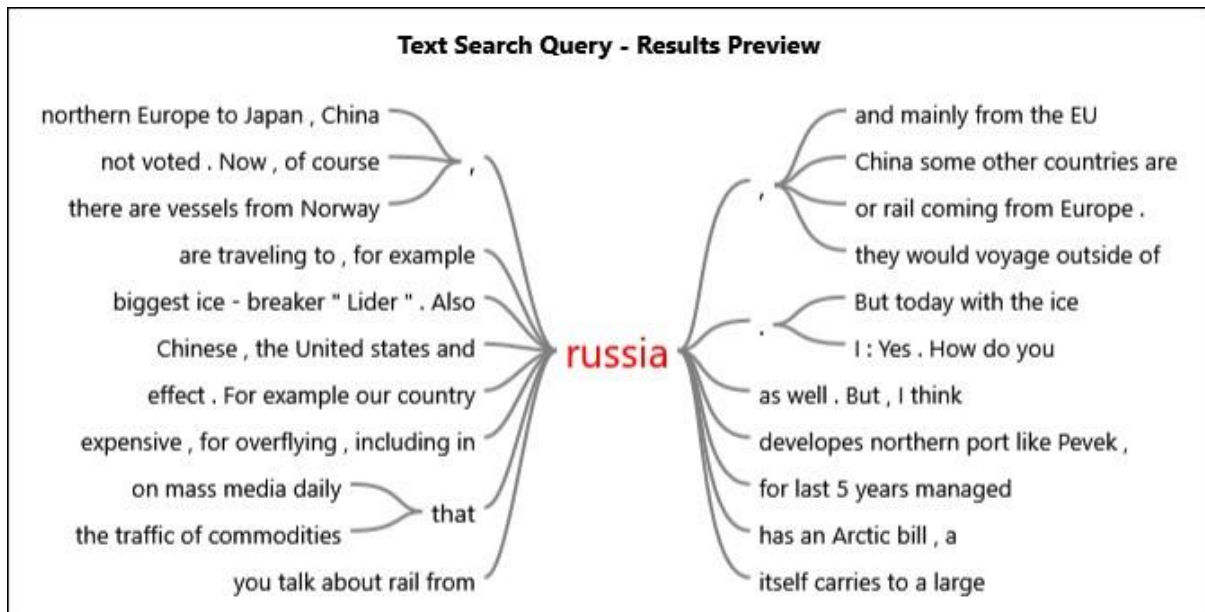 Text Search Query - Results Preview
northern Europe to Japan , China
not voted . Now , of course
there are vessels from Norway
,
are traveling to , for example
biggest ice - breaker " Lider " . Also
Chinese , the United states and
effect . For example our country
expensive , for overflying , including in
on mass media daily
the traffic of commodities
that
you talk about rail from
russia
,
and mainly from the EU
China some other countries are
or rail coming from Europe .
they would voyage outside of
.
But today with the ice
I : Yes . How do you
as well . But , I think
developes northern port like Pevek ,
for last 5 years managed
has an Arctic bill , a
itself carries to a large